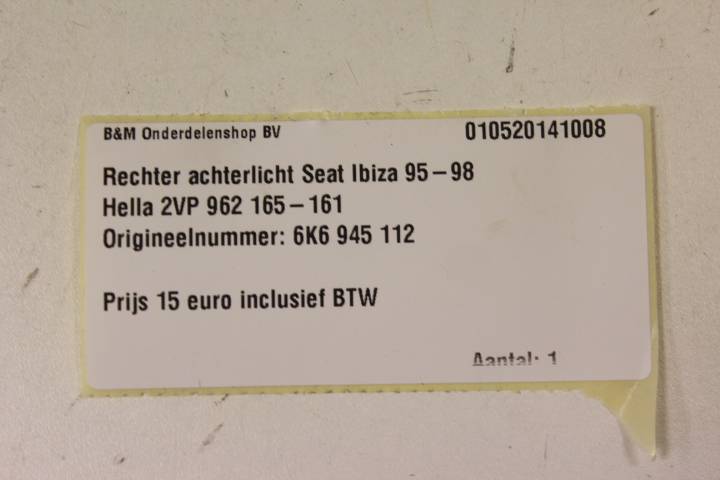 B&M Onderdelenshop BV 010520141008
Rechter achterlicht Seat Ibiza 95-98
Hella 2VP 962 165-161
Origineelnummer: 6K6 945 112
Prijs 15 euro inclusief BTW
Aantal: 1